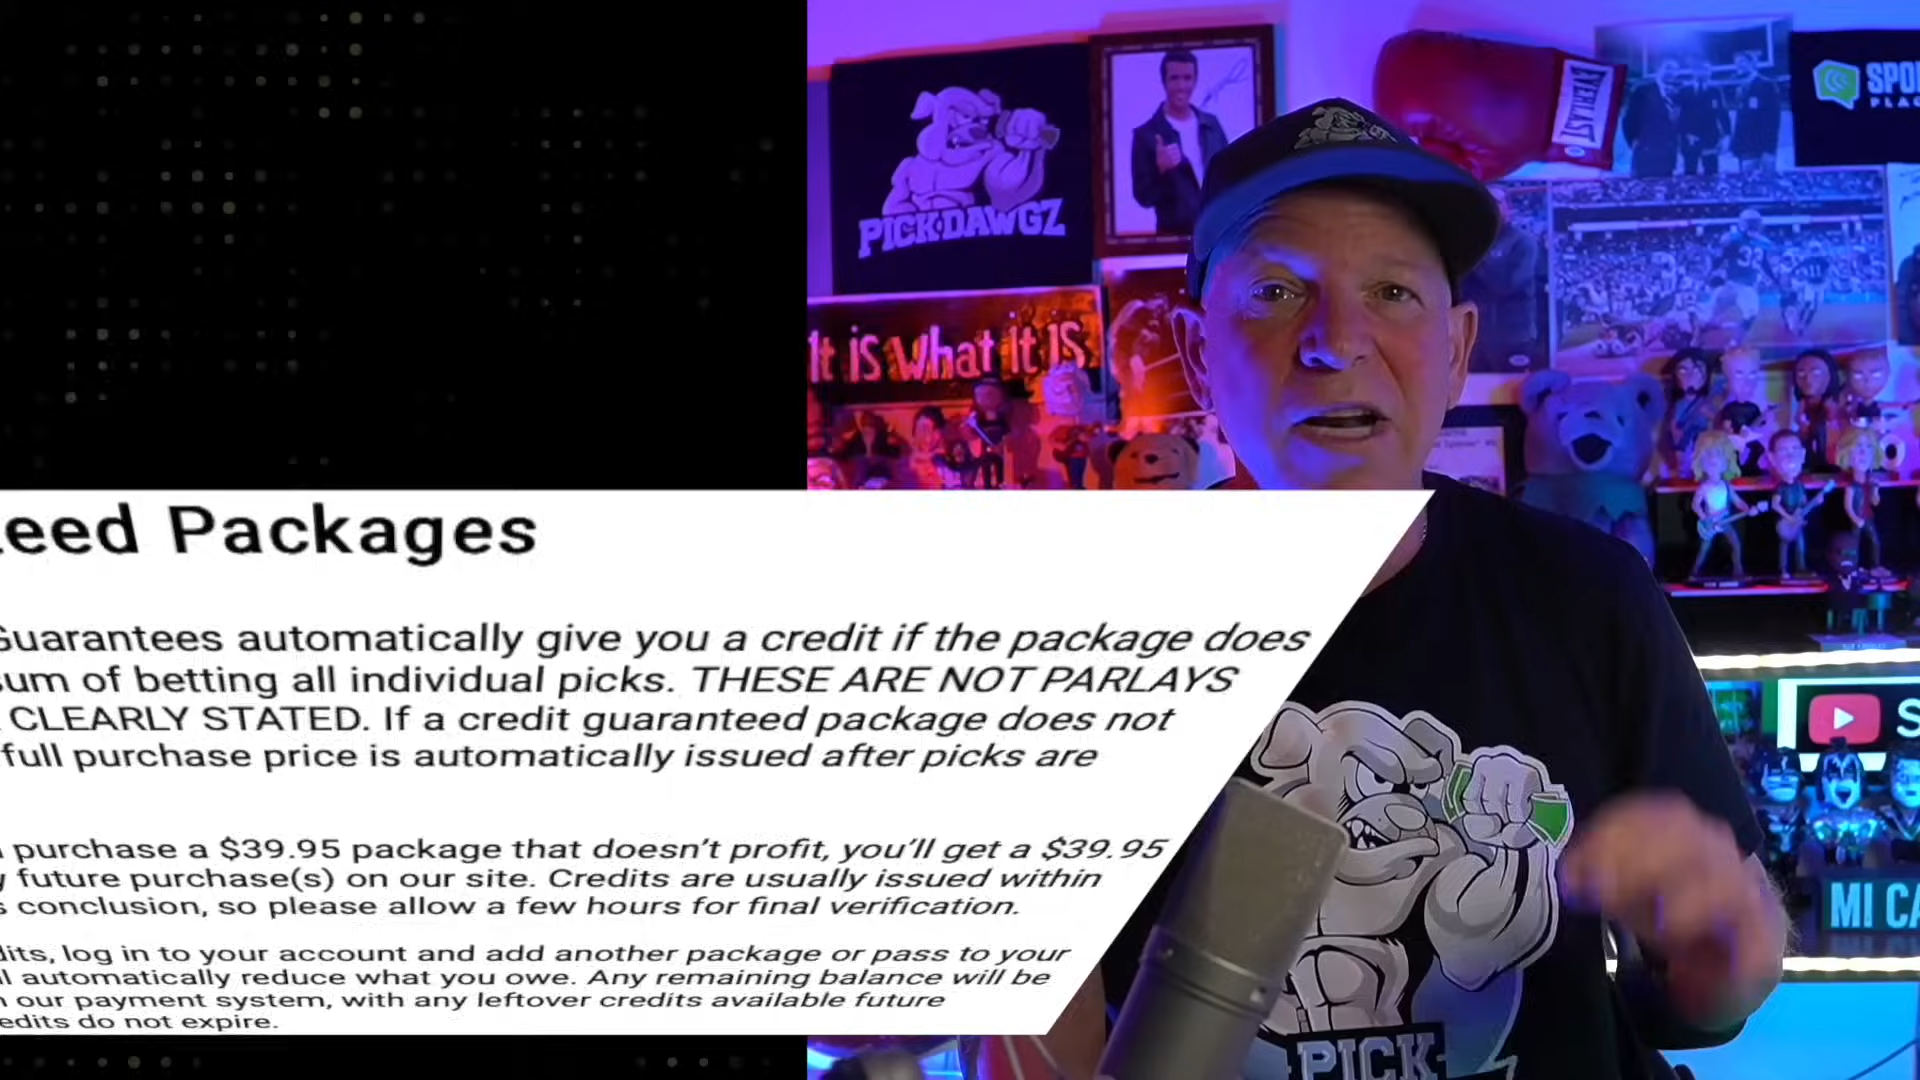 PICK DAWGZ
EVERLAST
It iS What it iS
eed Packages
Guarantees automatically give you a credit if the package does
sum of betting all individual picks. THESE ARE NOT PARLAYS
CLEARLY STATED. If a credit guaranteed package does not
full purchase price is automatically issued after picks are
purchase a $39.95 package that doesn't profit, you'll get a $39.95
y future purchase(s) on our site. Credits are usually issued within
s conclusion, so please allow a few hours for final verification.
dits, log in to your account and add another package or pass to your
ll automatically reduce what you owe. Any remaining balance will be
n our payment system, with any leftover credits available future
edits do not expire.
SPO
PLAC
S
MI CA
PICK-